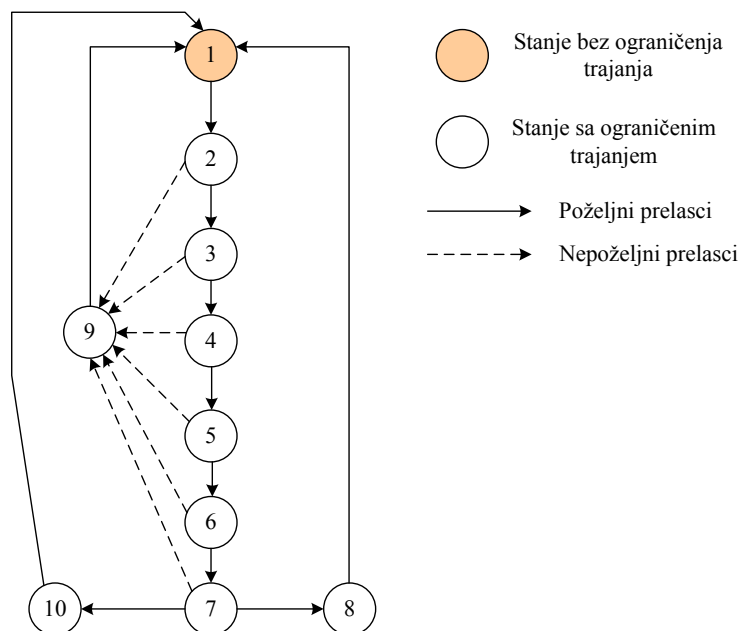 1
Stanje bez ograničenja
trajanja
2
Stanje sa ograničenim
trajanjem
Poželjni prelasci
3
Nepoželjni prelasci
9
4
5
6
10
7
8